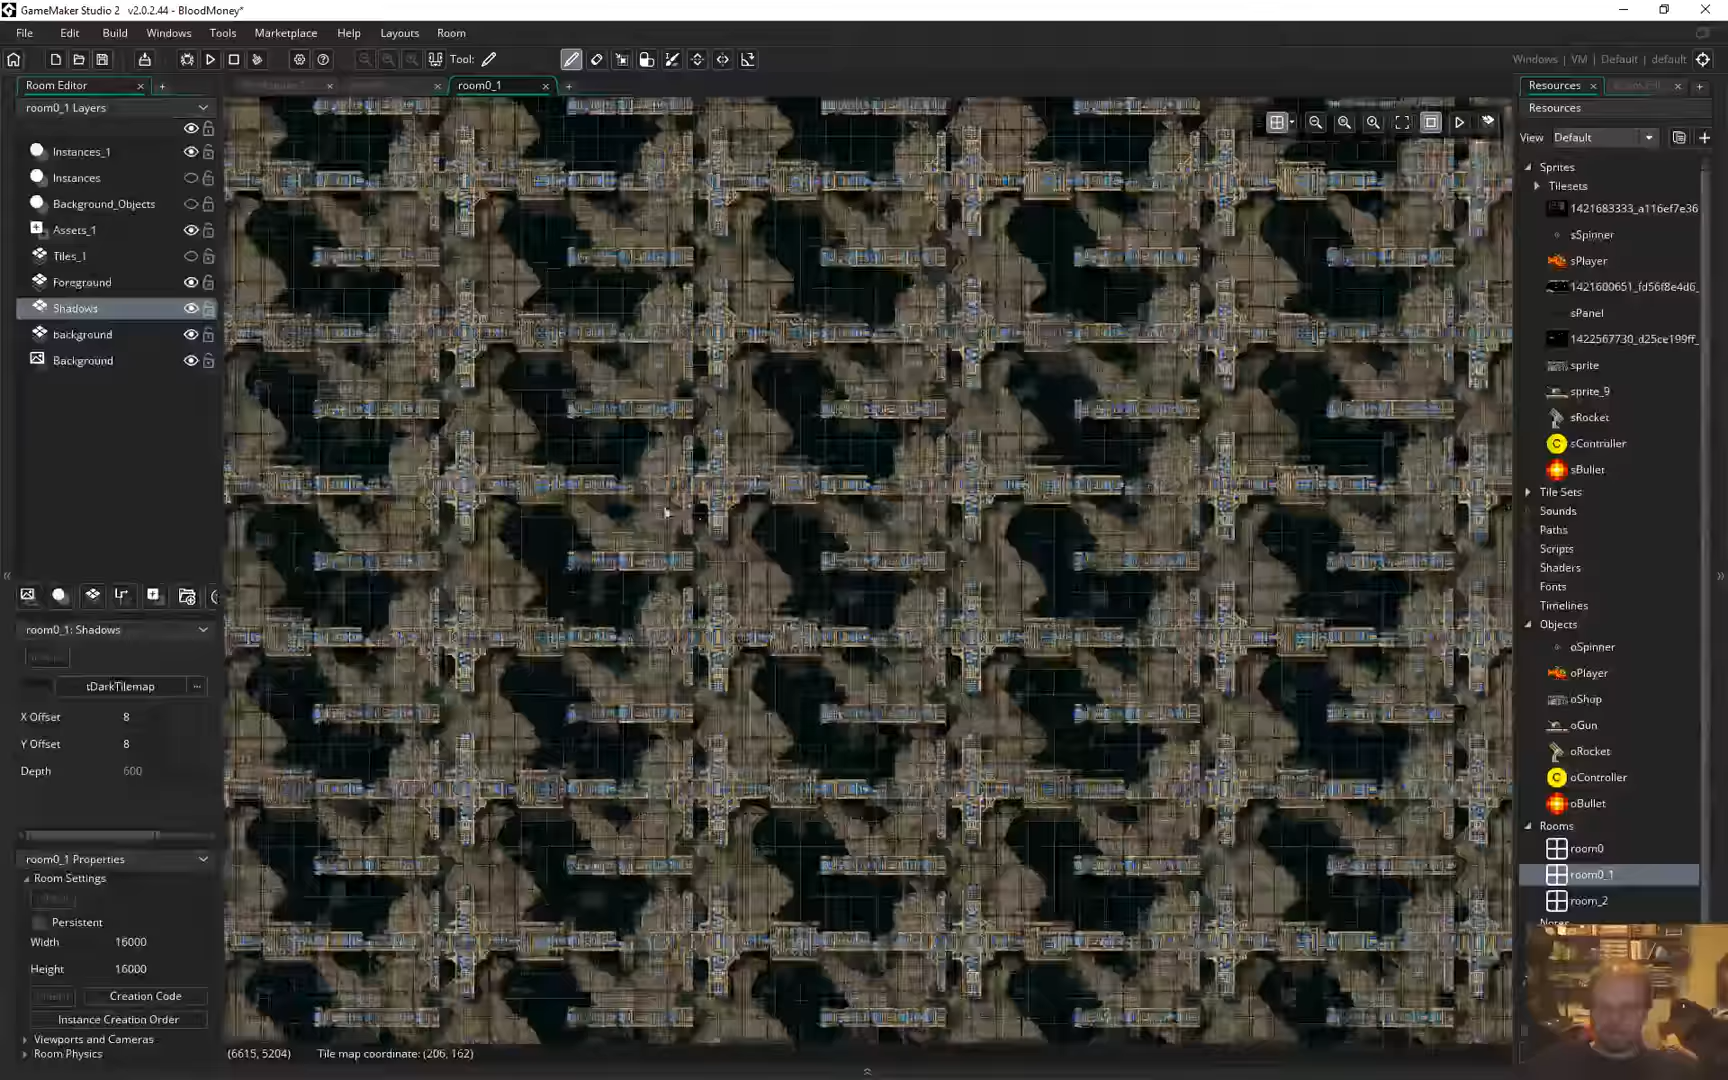 GameMaker Studio 2 v2.0.2.44 - BloodMoney*
File Edit Build Windows Tools Marketplace Help Layouts Room
Tool:
Windows | VM | Default | default
Room Editor
room0_1
Resources
room0_1 Layers
Resources
View Default
Instances_1
Instances
Background_Objects
Assets_1
Tiles_1
Foreground
Shadows
background
Background
Sprites
Tilesets
1421683333_a116ef7e36
sSpinner
sPlayer
1421600651_fd56f8e4d6_
sPanel
1422567730_d25ce199ff_
sprite
sprite_9
sRocket
sController
sBullet
Tile Sets
Sounds
Paths
Scripts
Shaders
Fonts
Timelines
Objects
oSpinner
oPlayer
oShop
oGun
oRocket
oController
oBullet
Rooms
room0
room0_1
room_2
room0_1: Shadows
tDarkTilemap ...
X Offset 8
Y Offset 8
Depth 600
room0_1 Properties
Room Settings
Persistent
Width 16000
Height 16000
Creation Code
Instance Creation Order
Viewports and Cameras
Room Physics
(6615, 5204) Tile map coordinate: (206, 162)